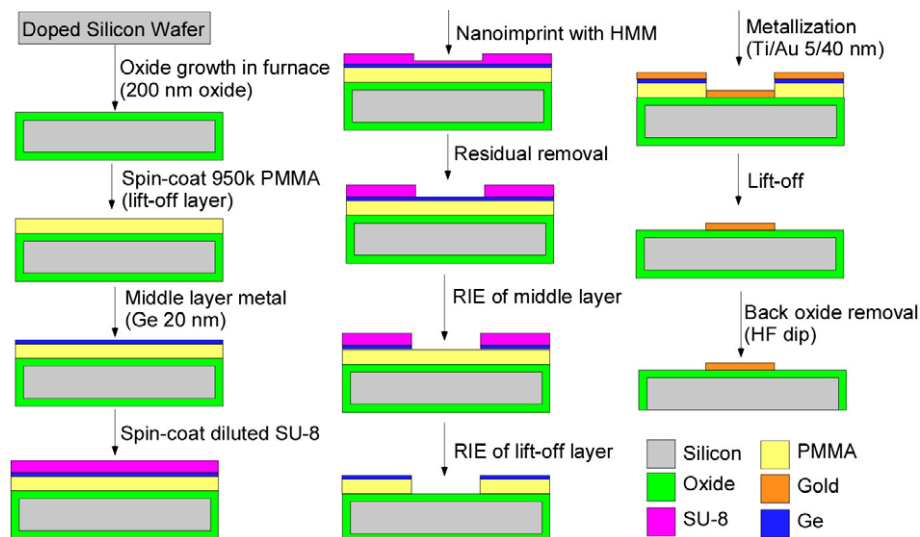 Doped Silicon Wafer
Oxide growth in furnace
(200 nm oxide)
Spin-coat 950k PMMA
(lift-off layer)
Middle layer metal
(Ge 20 nm)
Spin-coat diluted SU-8
Nanoimprint with HMM
Residual removal
RIE of middle layer
RIE of lift-off layer
Metallization
(Ti/Au 5/40 nm)
Lift-off
Back oxide removal
(HF dip)
Silicon
Oxide
SU-8
PMMA
Gold
Ge